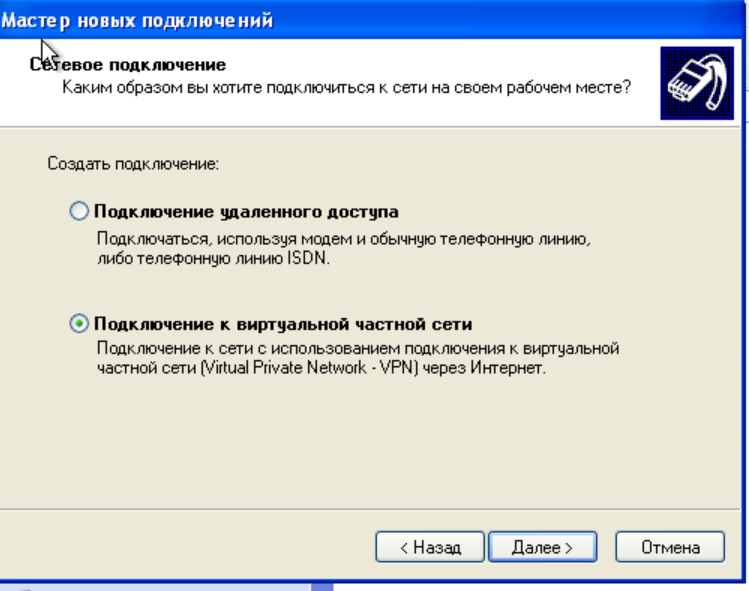 Мастер новых подключений
Сетевое подключение
Каким образом вы хотите подключиться к сети на своем рабочем месте?
Создать подключение:
Подключение удаленного доступа
Подключаться, используя модем и обычную телефонную линию,
либо телефонную линию ISDN.
Подключение к виртуальной частной сети
Подключение к сети с использованием подключения к виртуальной
частной сети (Virtual Private Network - VPN) через Интернет.
< Назад Далее > Отмена